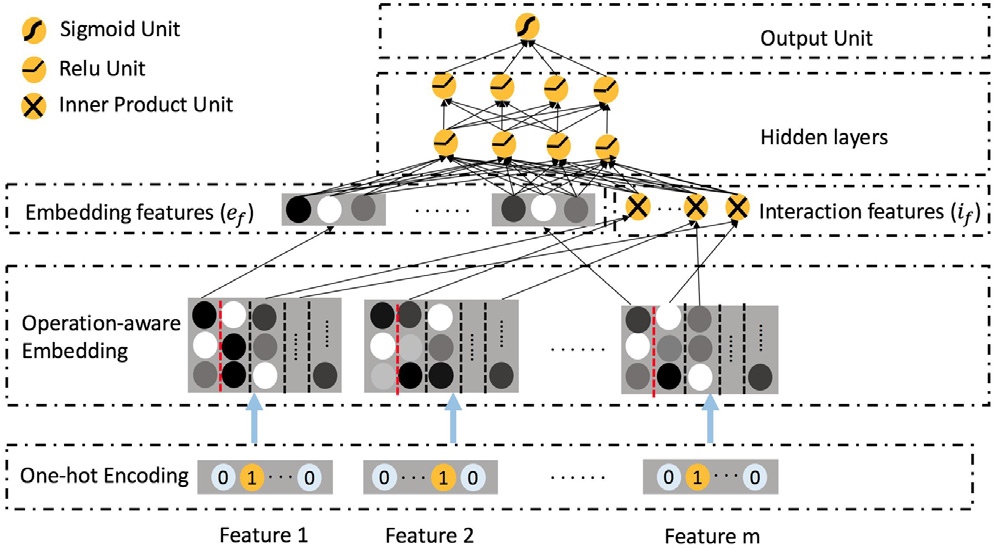 Sigmoid Unit
Relu Unit
Inner Product Unit
Output Unit
Hidden layers
Embedding features (e_f)
·······
···
Interaction features (i_f)
Operation-aware
Embedding
·······
One-hot Encoding
0 1 ··· 0
0 ··· 1 0
·······
0 1 ··· 0
Feature 1
Feature 2
Feature m